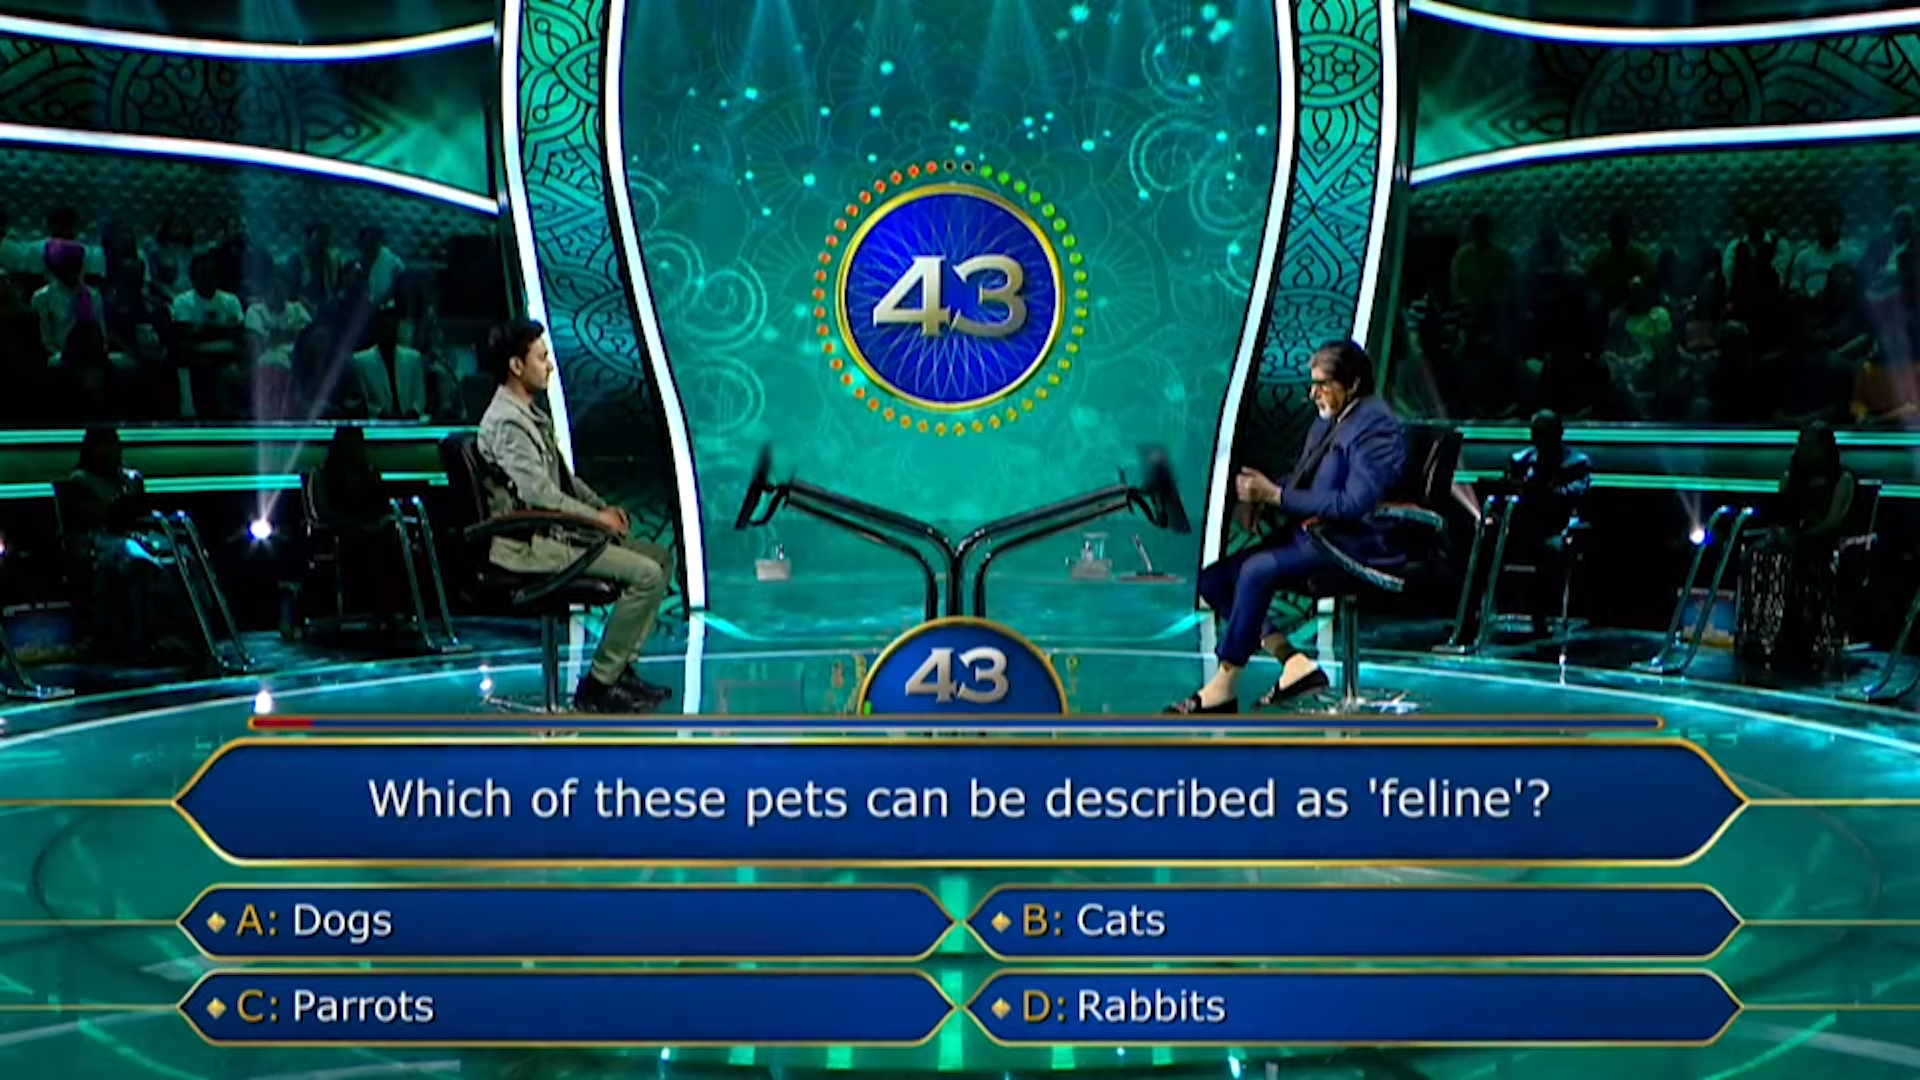 43
43
Which of these pets can be described as 'feline'?
A: Dogs
B: Cats
C: Parrots
D: Rabbits